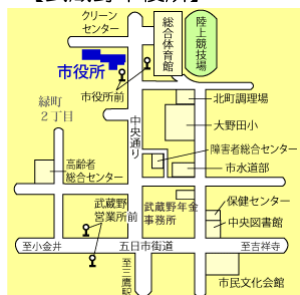 【武蔵野市役所】
クリーン
センター
総合体育館
陸上競技場
市役所
市役所前
北町調理場
緑町
2丁目
中央通り
大野田小
障害者総合センター
高齢者
総合センター
市水道部
武蔵野
営業所前
武蔵野年金
事務所
保健センター
中央図書館
至小金井
五日市街道
至吉祥寺
至三鷹駅
市民文化会館